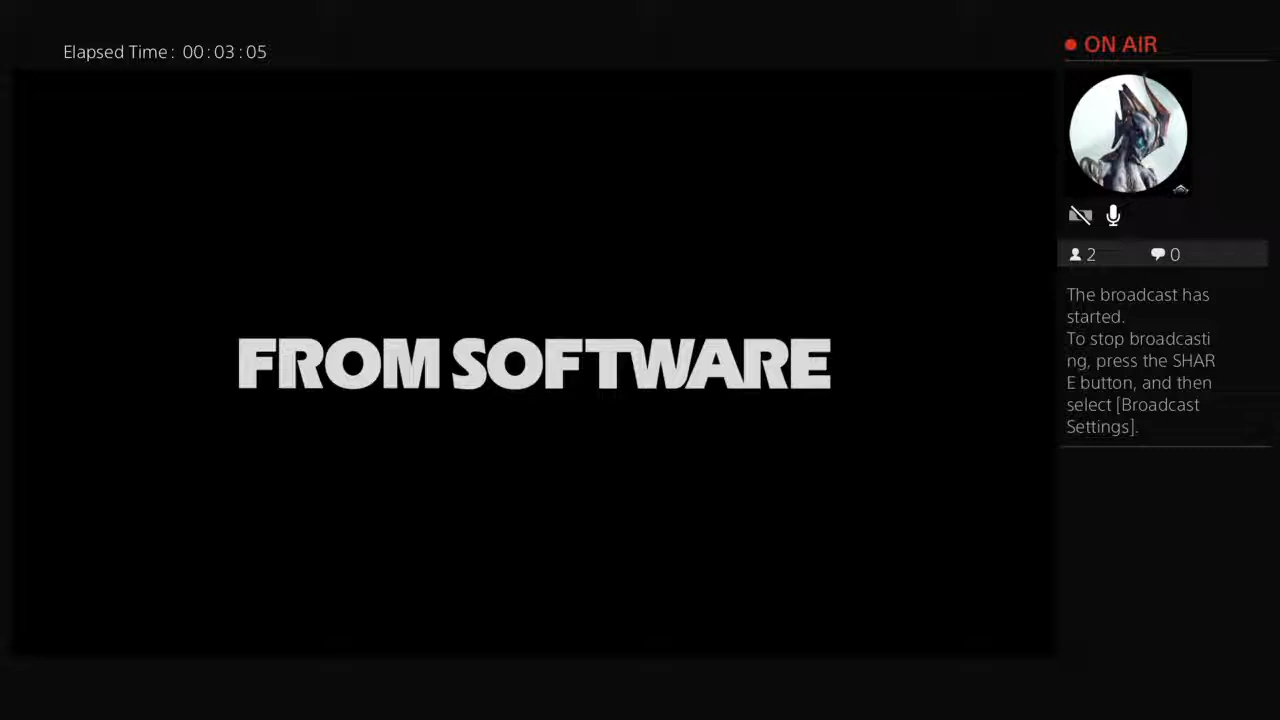 Elapsed Time: 00:03:05
ON AIR
FROM SOFTWARE
2
0
The broadcast has
started.
To stop broadcasti
ng, press the SHAR
E button, and then
select [Broadcast
Settings].